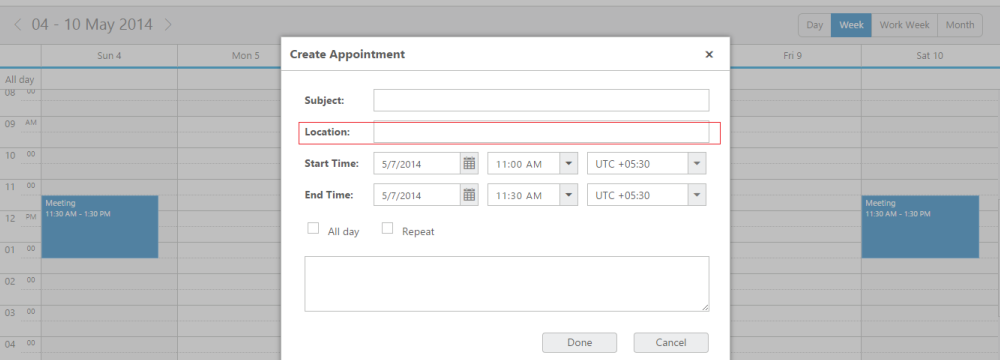 04 - 10 May 2014
Day Week Work Week Month
Sun 4 Mon 5 Fri 9 Sat 10
All day
08 00
09 AM
10 00
11 00
12 PM
01 00
02 00
03 00
04 00
Meeting
11:30 AM - 1:30 PM
Meeting
11:30 AM - 1:30 PM
Create Appointment ×
Subject:
Location:
Start Time: 5/7/2014 11:00 AM UTC +05:30
End Time: 5/7/2014 11:30 AM UTC +05:30
All day Repeat
Done Cancel